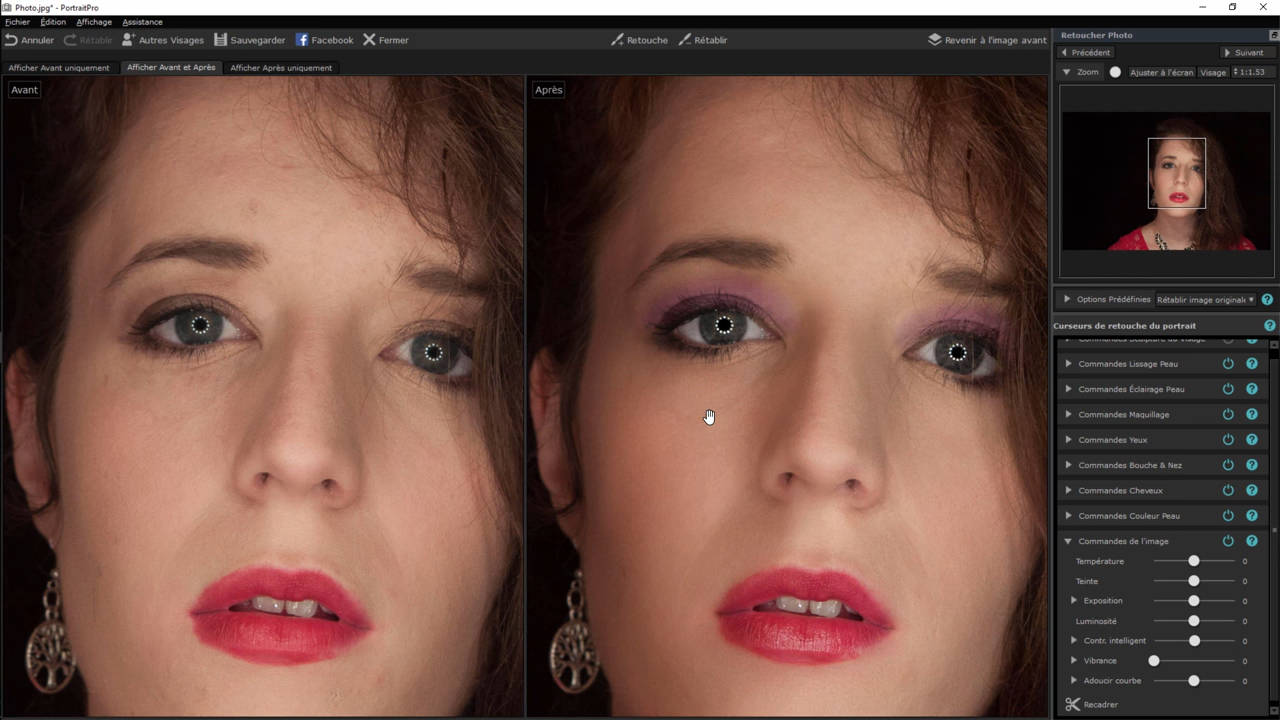 Photo.jpg* - PortraitPro
Fichier Édition Affichage Assistance
Annuler Rétablir Autres Visages Sauvegarder Facebook Fermer Retouche Rétablir Revenir à l'image avant
Afficher Avant uniquement Afficher Avant et Après Afficher Après uniquement
Avant
Après
Retoucher Photo
Précédent Suivant
Zoom Ajuster à l'écran Visage 1:1.53
Options Prédéfinies Rétablir image originale
Curseurs de retouche du portrait
Commandes Sculpture du Visage
Commandes Lissage Peau
Commandes Éclairage Peau
Commandes Maquillage
Commandes Yeux
Commandes Bouche & Nez
Commandes Cheveux
Commandes Couleur Peau
Commandes de l'image
Température 0
Teinte 0
Exposition 0
Luminosité 0
Contr. intelligent 0
Vibrance 0
Adoucir courbe 0
Recadrer